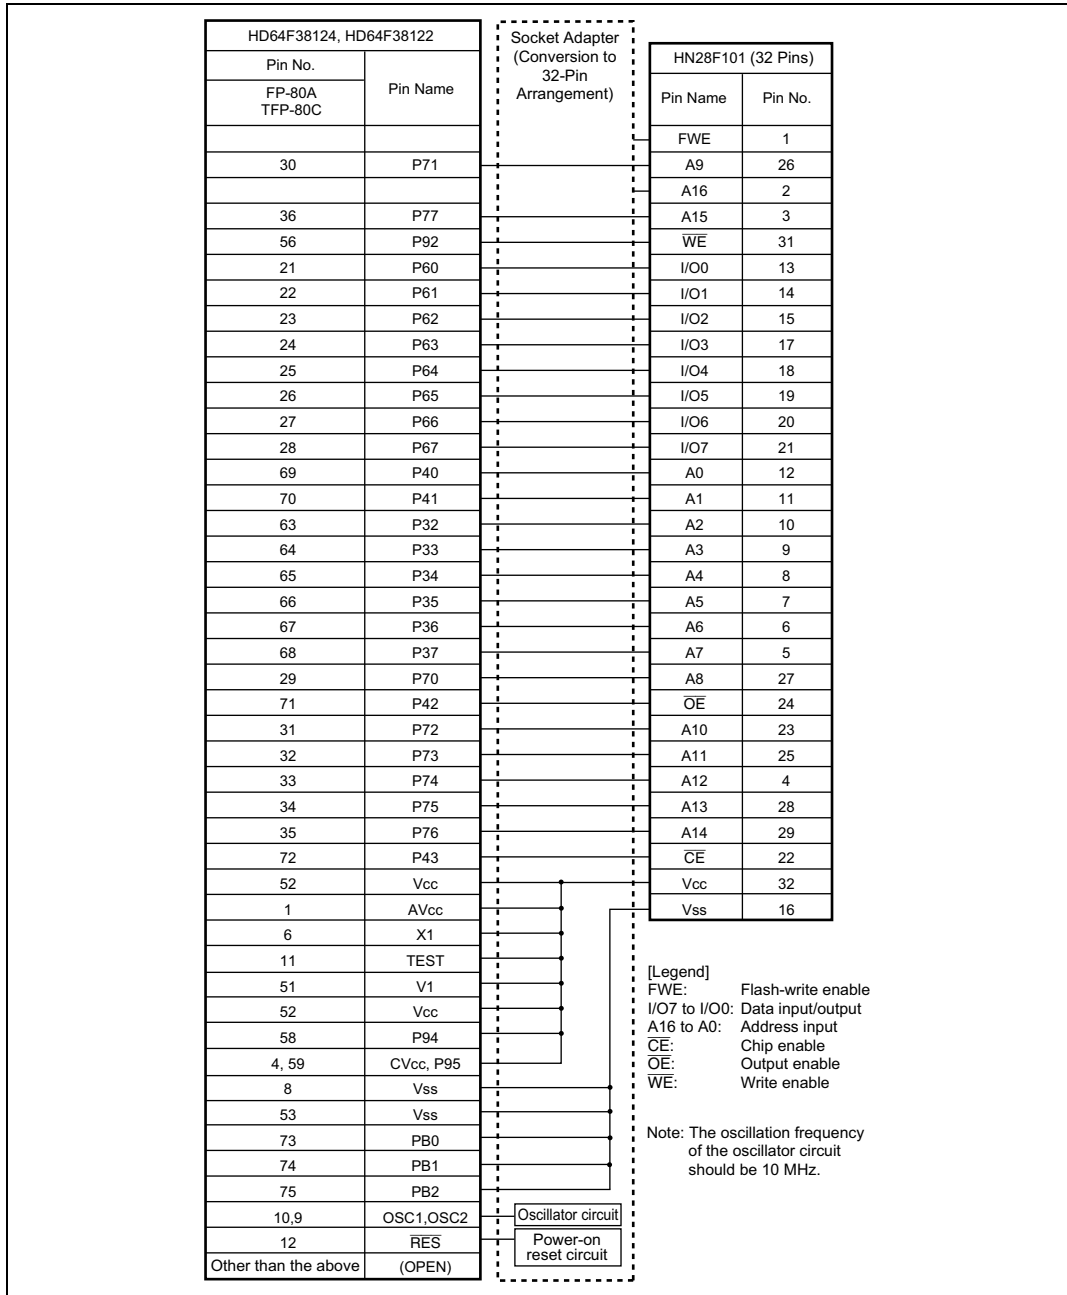 HD64F38124, HD64F38122
Pin No.
Pin Name
FP-80A
TFP-80C
30 P71
36 P77
56 P92
21 P60
22 P61
23 P62
24 P63
25 P64
26 P65
27 P66
28 P67
69 P40
70 P41
63 P32
64 P33
65 P34
66 P35
67 P36
68 P37
29 P70
71 P42
31 P72
32 P73
33 P74
34 P75
35 P76
72 P43
52 Vcc
1 AVcc
6 X1
11 TEST
51 V1
52 Vcc
58 P94
4, 59 CVcc, P95
8 Vss
53 Vss
73 PB0
74 PB1
75 PB2
10,9 OSC1,OSC2
12 R̅E̅S̅
Other than the above (OPEN)
Socket Adapter
(Conversion to
32-Pin
Arrangement)
Oscillator circuit
Power-on
reset circuit
HN28F101 (32 Pins)
Pin Name Pin No.
FWE 1
A9 26
A16 2
A15 3
W̅E̅ 31
I/O0 13
I/O1 14
I/O2 15
I/O3 17
I/O4 18
I/O5 19
I/O6 20
I/O7 21
A0 12
A1 11
A2 10
A3 9
A4 8
A5 7
A6 6
A7 5
A8 27
O̅E̅ 24
A10 23
A11 25
A12 4
A13 28
A14 29
C̅E̅ 22
Vcc 32
Vss 16
[Legend]
FWE: Flash-write enable
I/O7 to I/O0: Data input/output
A16 to A0: Address input
C̅E̅: Chip enable
O̅E̅: Output enable
W̅E̅: Write enable
Note: The oscillation frequency
of the oscillator circuit
should be 10 MHz.